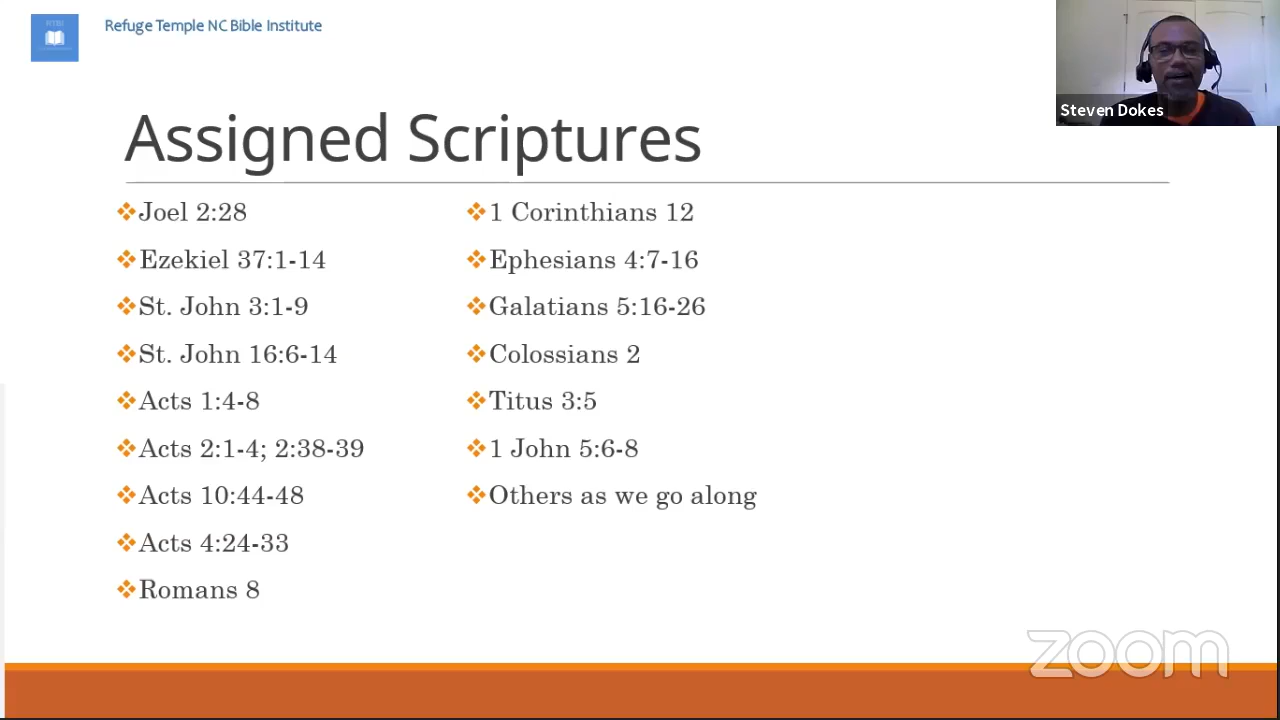 RTBI
Refuge Temple NC Bible Institute
Steven Dokes
Assigned Scriptures
Joel 2:28
Ezekiel 37:1-14
St. John 3:1-9
St. John 16:6-14
Acts 1:4-8
Acts 2:1-4; 2:38-39
Acts 10:44-48
Acts 4:24-33
Romans 8
1 Corinthians 12
Ephesians 4:7-16
Galatians 5:16-26
Colossians 2
Titus 3:5
1 John 5:6-8
Others as we go along
zoom